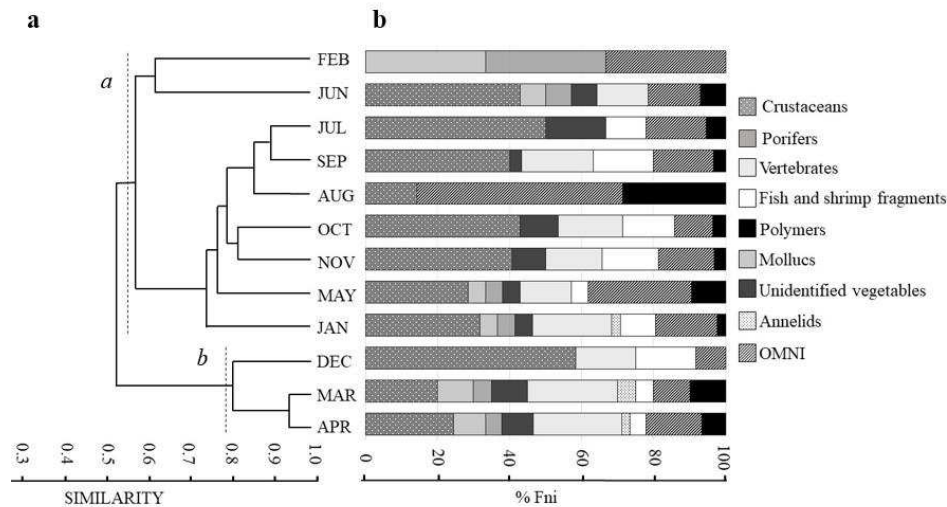 a
b
a
FEB
JUN
JUL
SEP
AUG
OCT
NOV
MAY
JAN
b
DEC
MAR
APR
Crustaceans
Porifers
Vertebrates
Fish and shrimp fragments
Polymers
Mollucs
Unidentified vegetables
Annelids
OMNI
0.3 0.4 0.5 0.6 0.7 0.8 0.9 1.0
SIMILARITY
0 20 40 60 80 100
% Fni